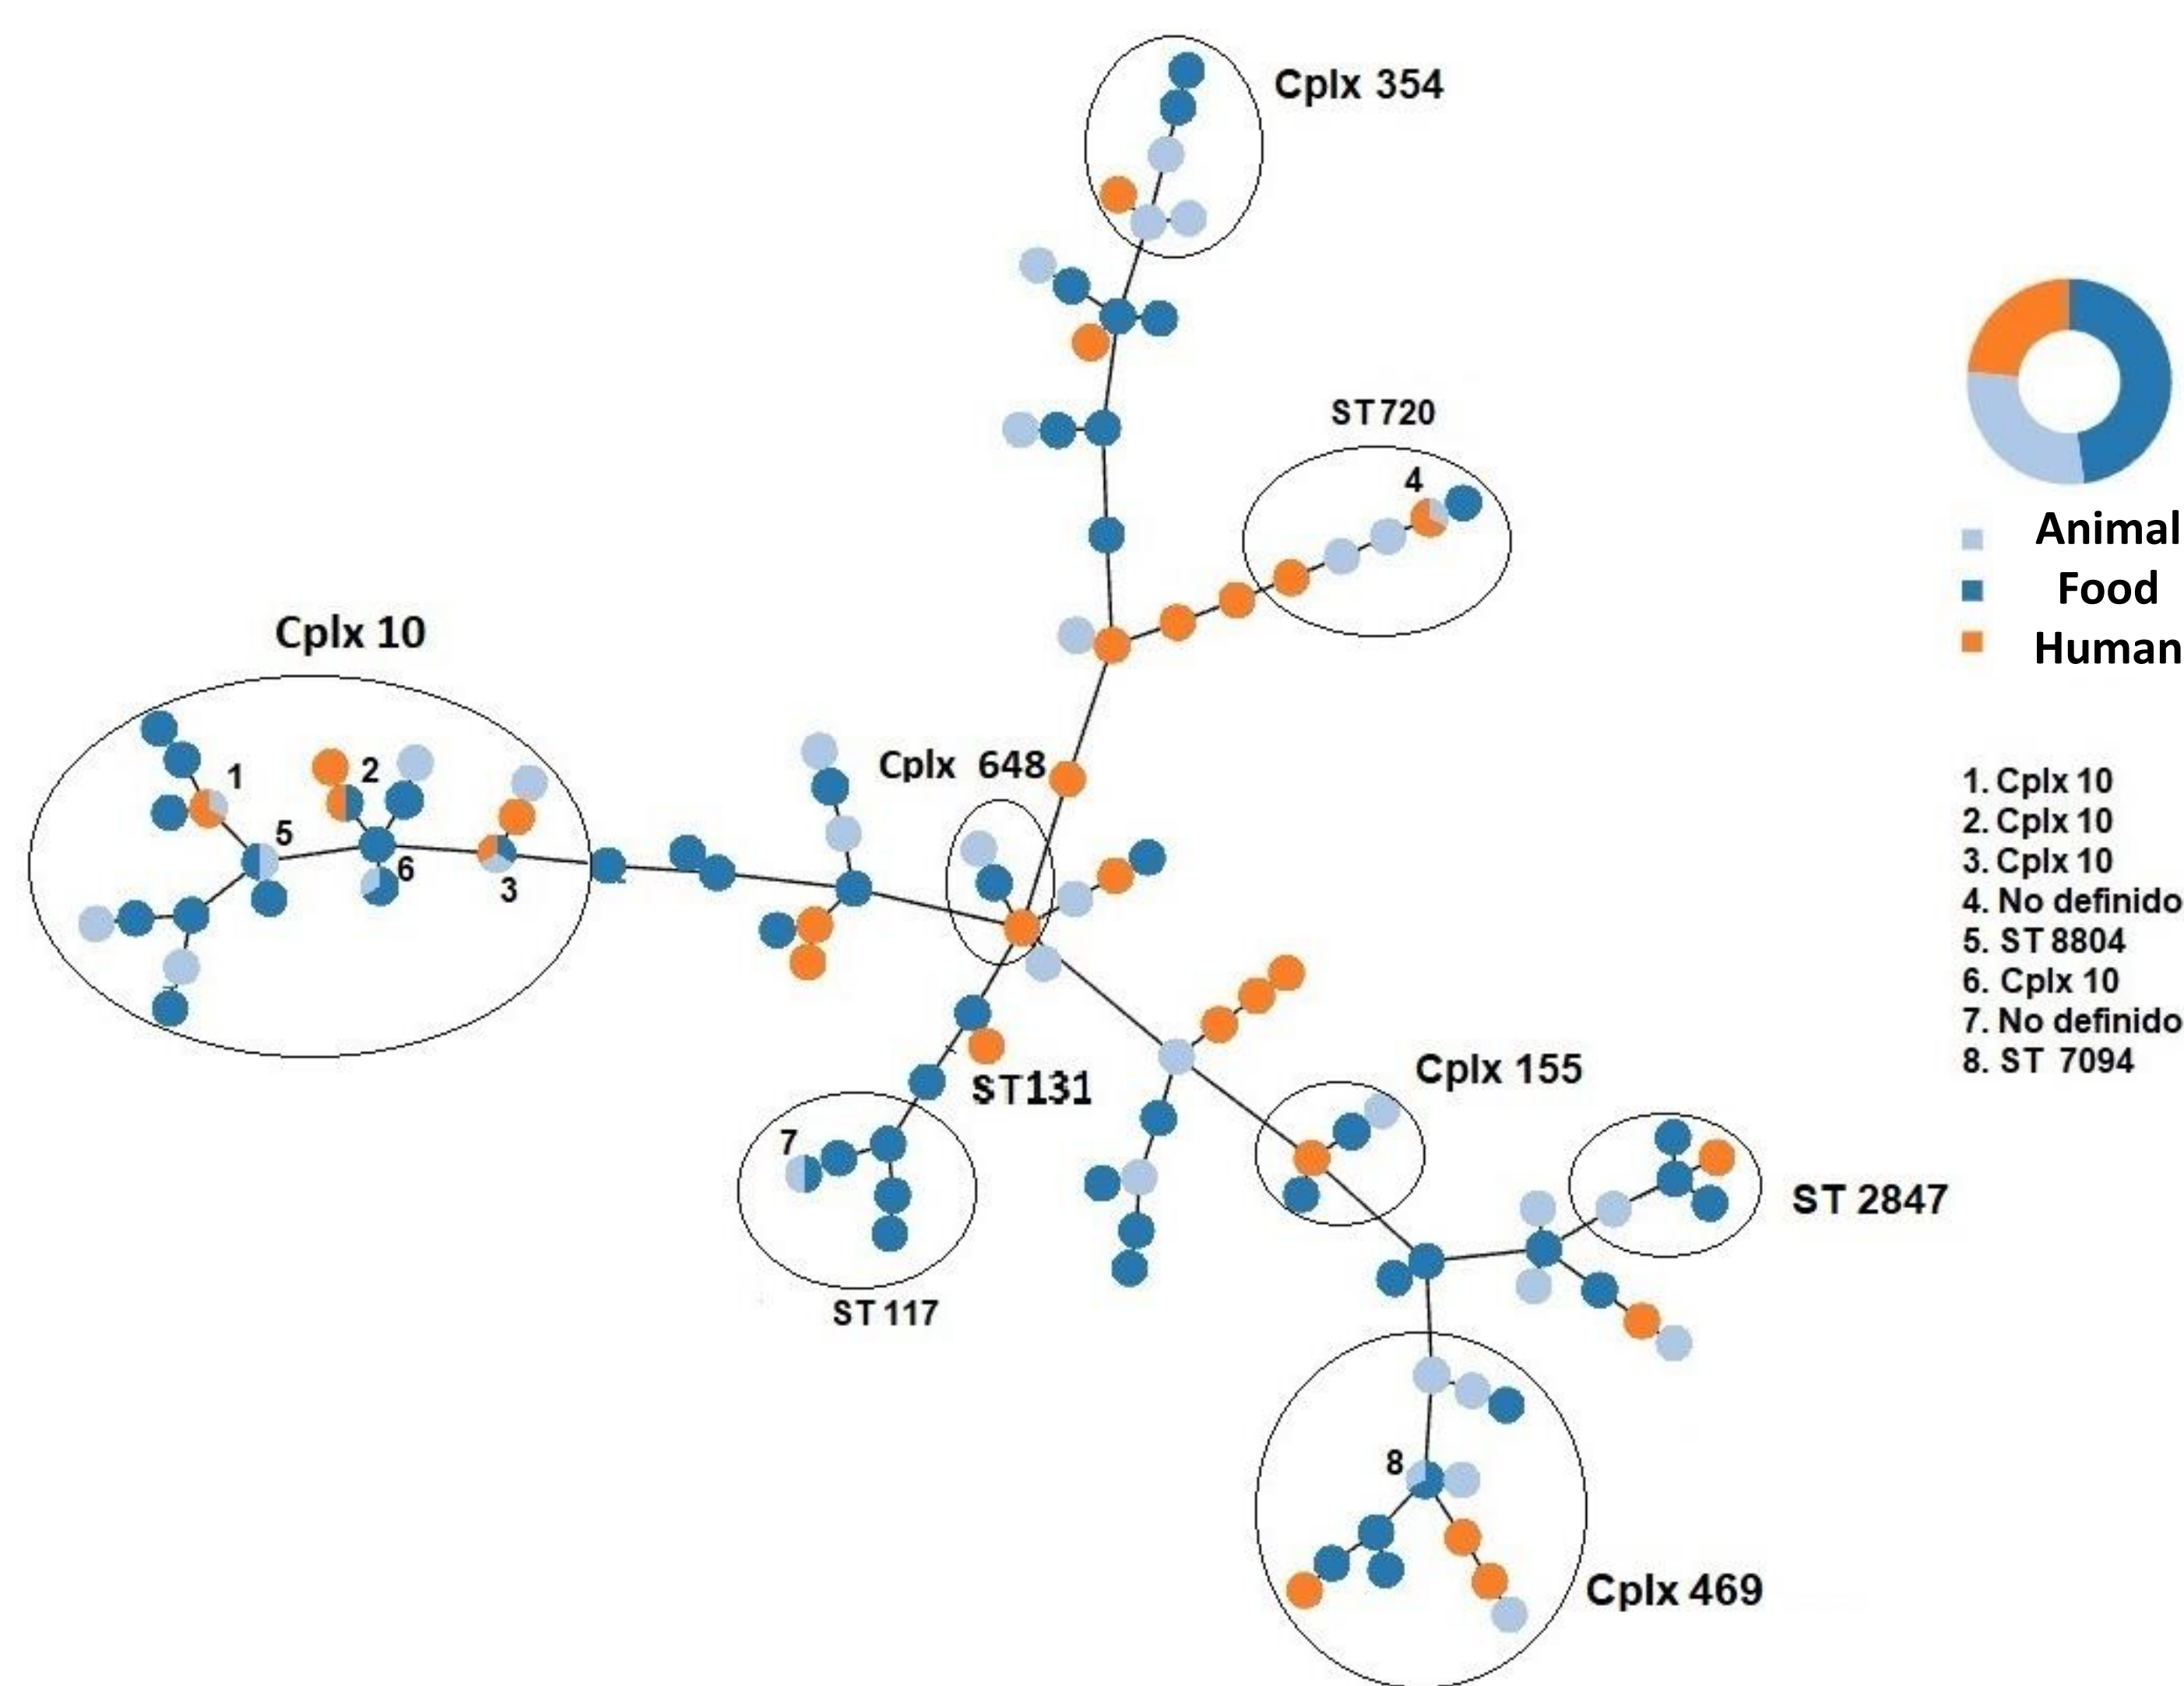 Cplx 354
ST 720
4
Animal
Food
Human
Cplx 10
Cplx 648
1
2
5
6
3
1. Cplx 10
2. Cplx 10
3. Cplx 10
4. No definido
5. ST 8804
6. Cplx 10
7. No definido
8. ST 7094
ST131
Cplx 155
7
ST 2847
ST 117
8
Cplx 469